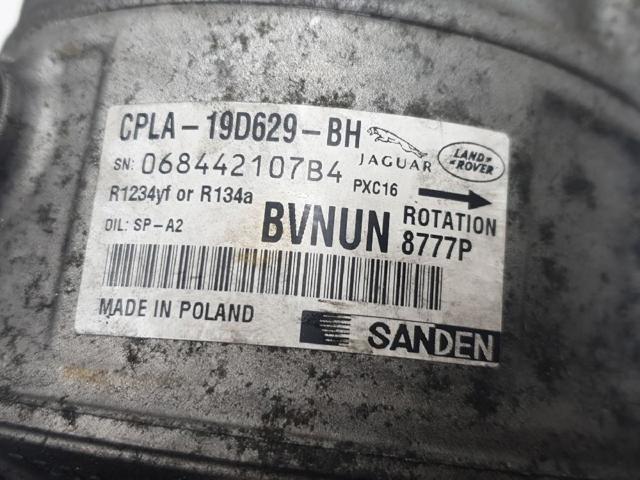 CPLA-19D629-BH
JAGUAR
LAND ROVER
SN: 068442107B4
PXC16
R1234yf or R134a
ROTATION
OIL: SP-A2
BVNUN
8777P
MADE IN POLAND
SANDEN